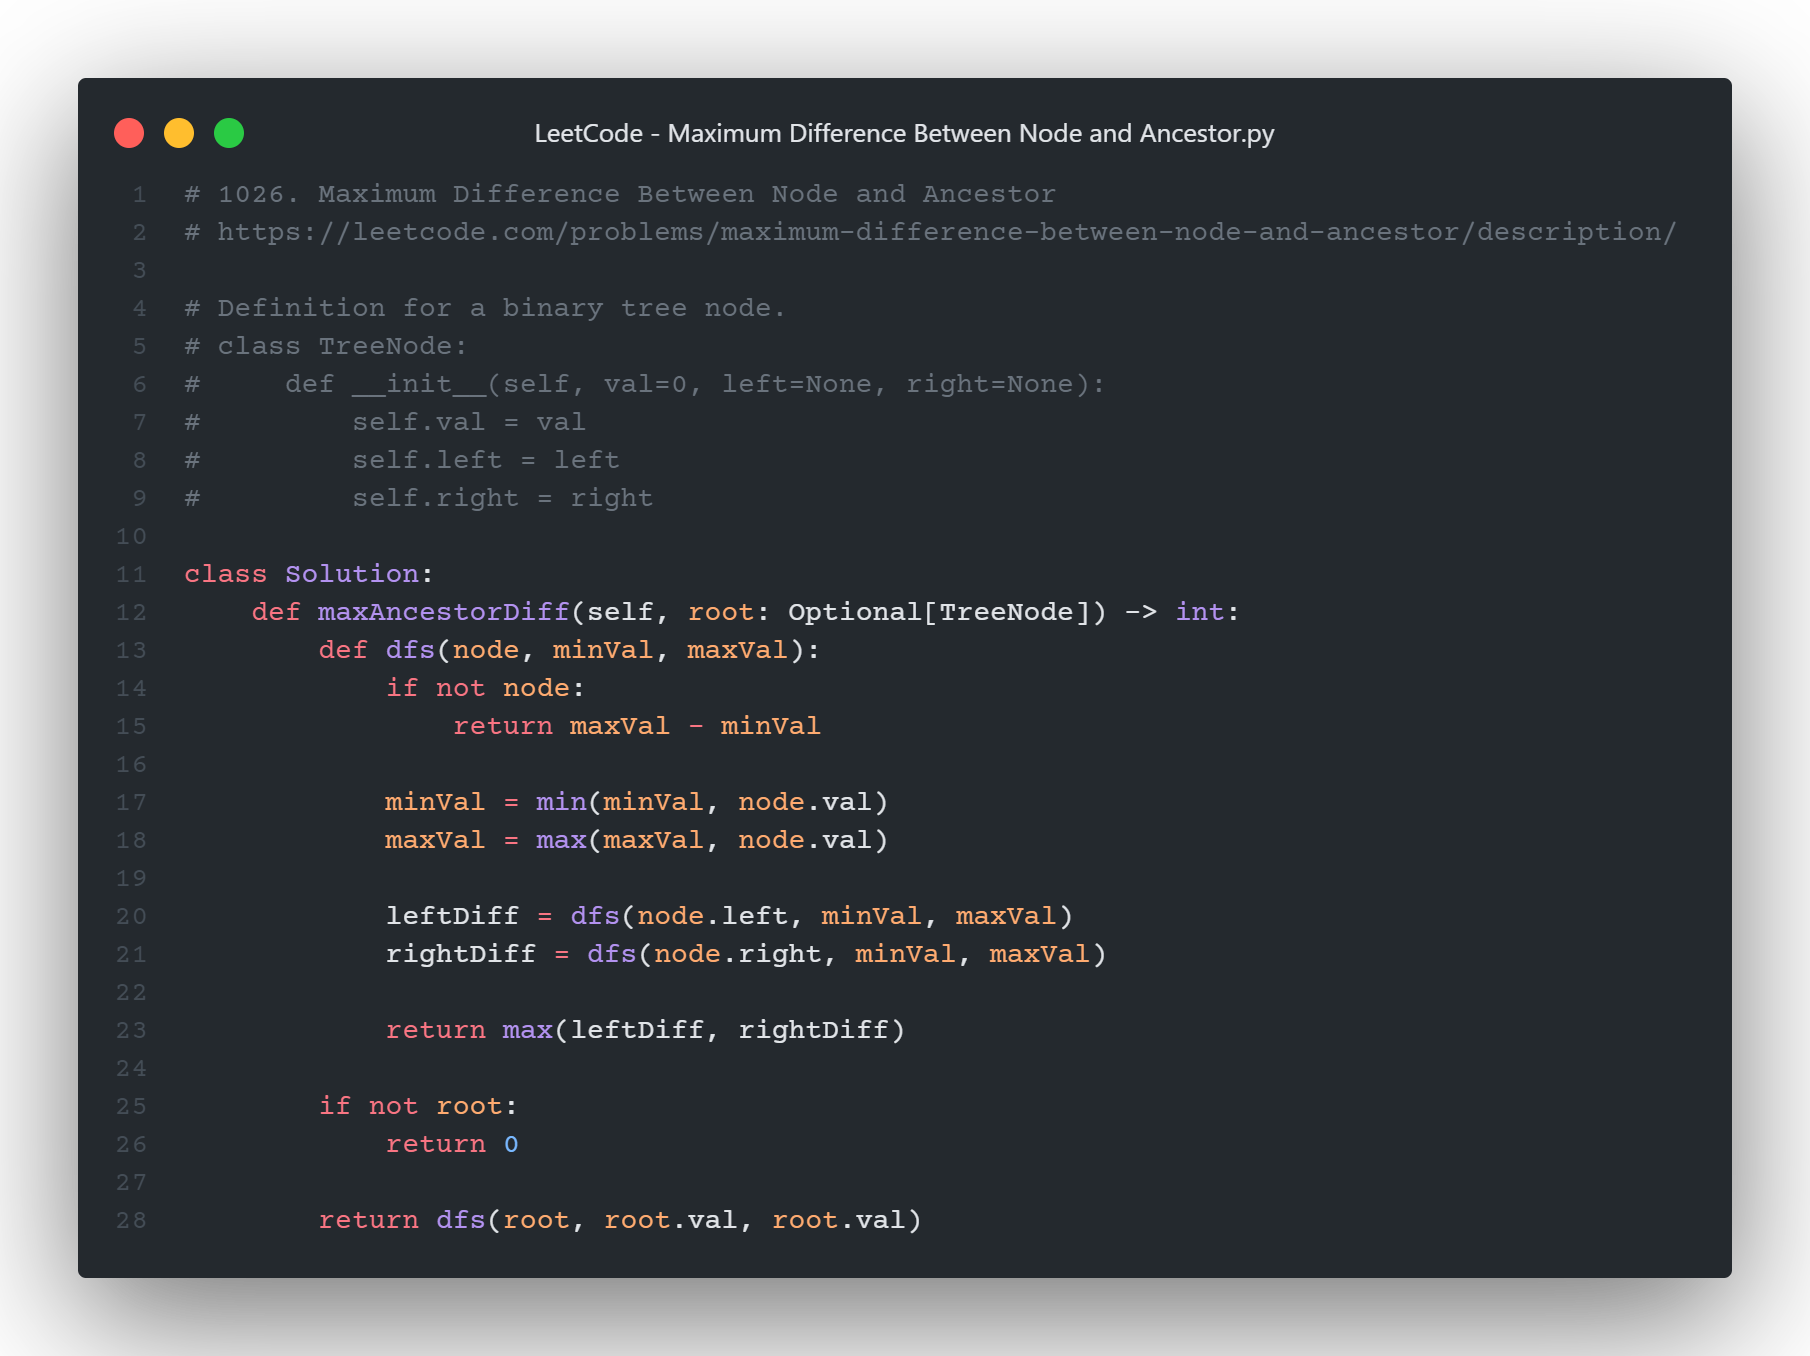 LeetCode - Maximum Difference Between Node and Ancestor.py
1 # 1026. Maximum Difference Between Node and Ancestor
2 # https://leetcode.com/problems/maximum-difference-between-node-and-ancestor/description/
3
4 # Definition for a binary tree node.
5 # class TreeNode:
6 #     def __init__(self, val=0, left=None, right=None):
7 #         self.val = val
8 #         self.left = left
9 #         self.right = right
10
11 class Solution:
12     def maxAncestorDiff(self, root: Optional[TreeNode]) -> int:
13         def dfs(node, minVal, maxVal):
14             if not node:
15                 return maxVal - minVal
16
17             minVal = min(minVal, node.val)
18             maxVal = max(maxVal, node.val)
19
20             leftDiff = dfs(node.left, minVal, maxVal)
21             rightDiff = dfs(node.right, minVal, maxVal)
22
23             return max(leftDiff, rightDiff)
24
25         if not root:
26             return 0
27
28         return dfs(root, root.val, root.val)